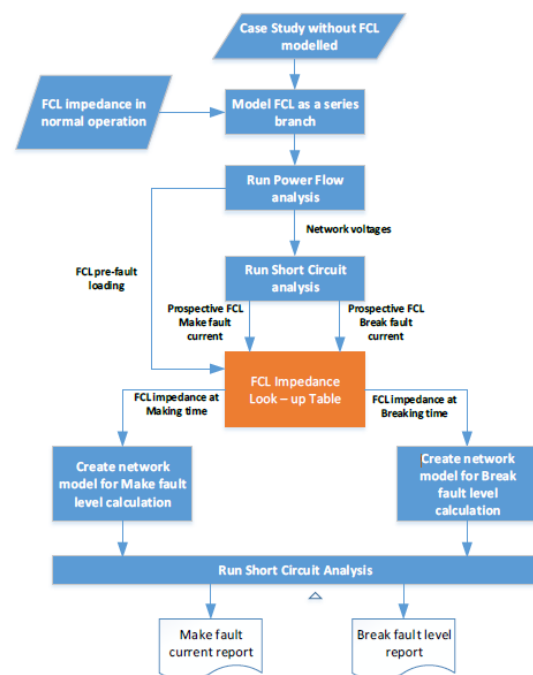 Case Study without FCL
modelled
FCL impedance in
normal operation
Model FCL as a series
branch
Run Power Flow
analysis
Network voltages
FCL pre-fault
loading
Run Short Circuit
analysis
Prospective FCL
Make fault
current
Prospective FCL
Break fault
current
FCL Impedance
Look – up Table
FCL impedance at
Making time
FCL impedance at
Breaking time
Create network
model for Make fault
level calculation
Create network
model for Break
fault level
calculation
Run Short Circuit Analysis
Make fault
current report
Break fault level
report